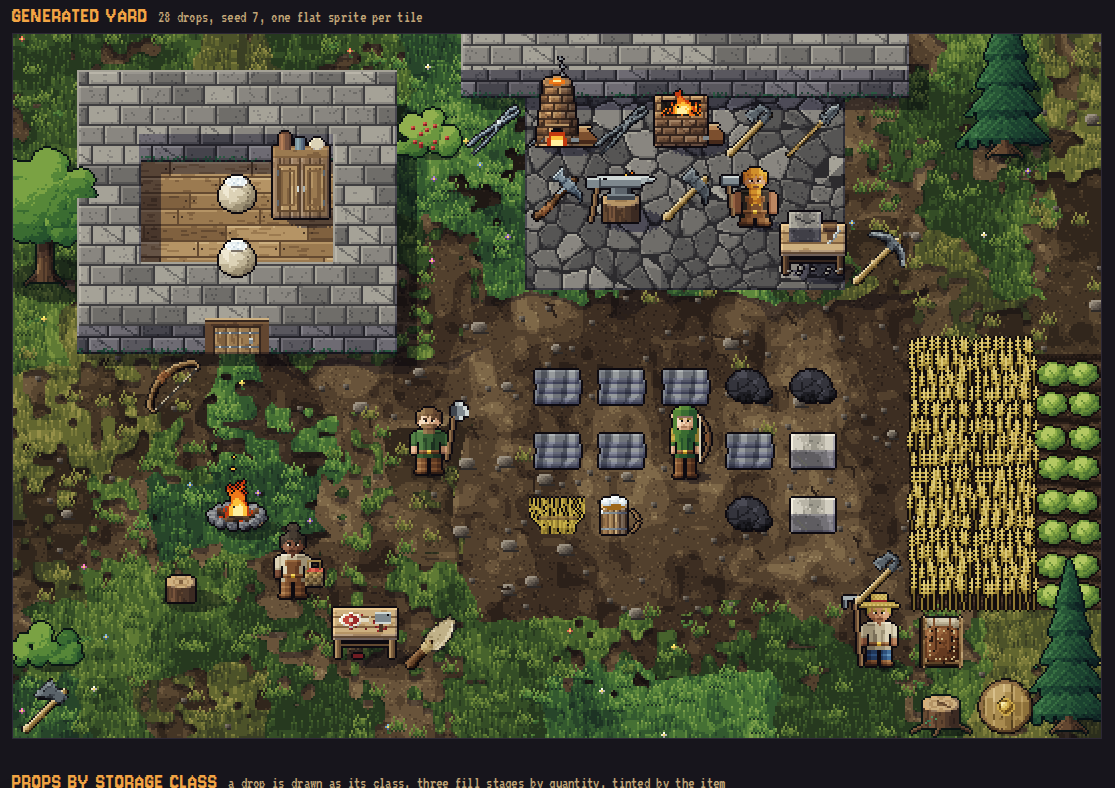 GENERATED YARD 28 drops, seed 7, one flat sprite per tile
PROPS BY STORAGE CLASS a drop is drawn as its class, three fill stages by quantity, tinted by the item